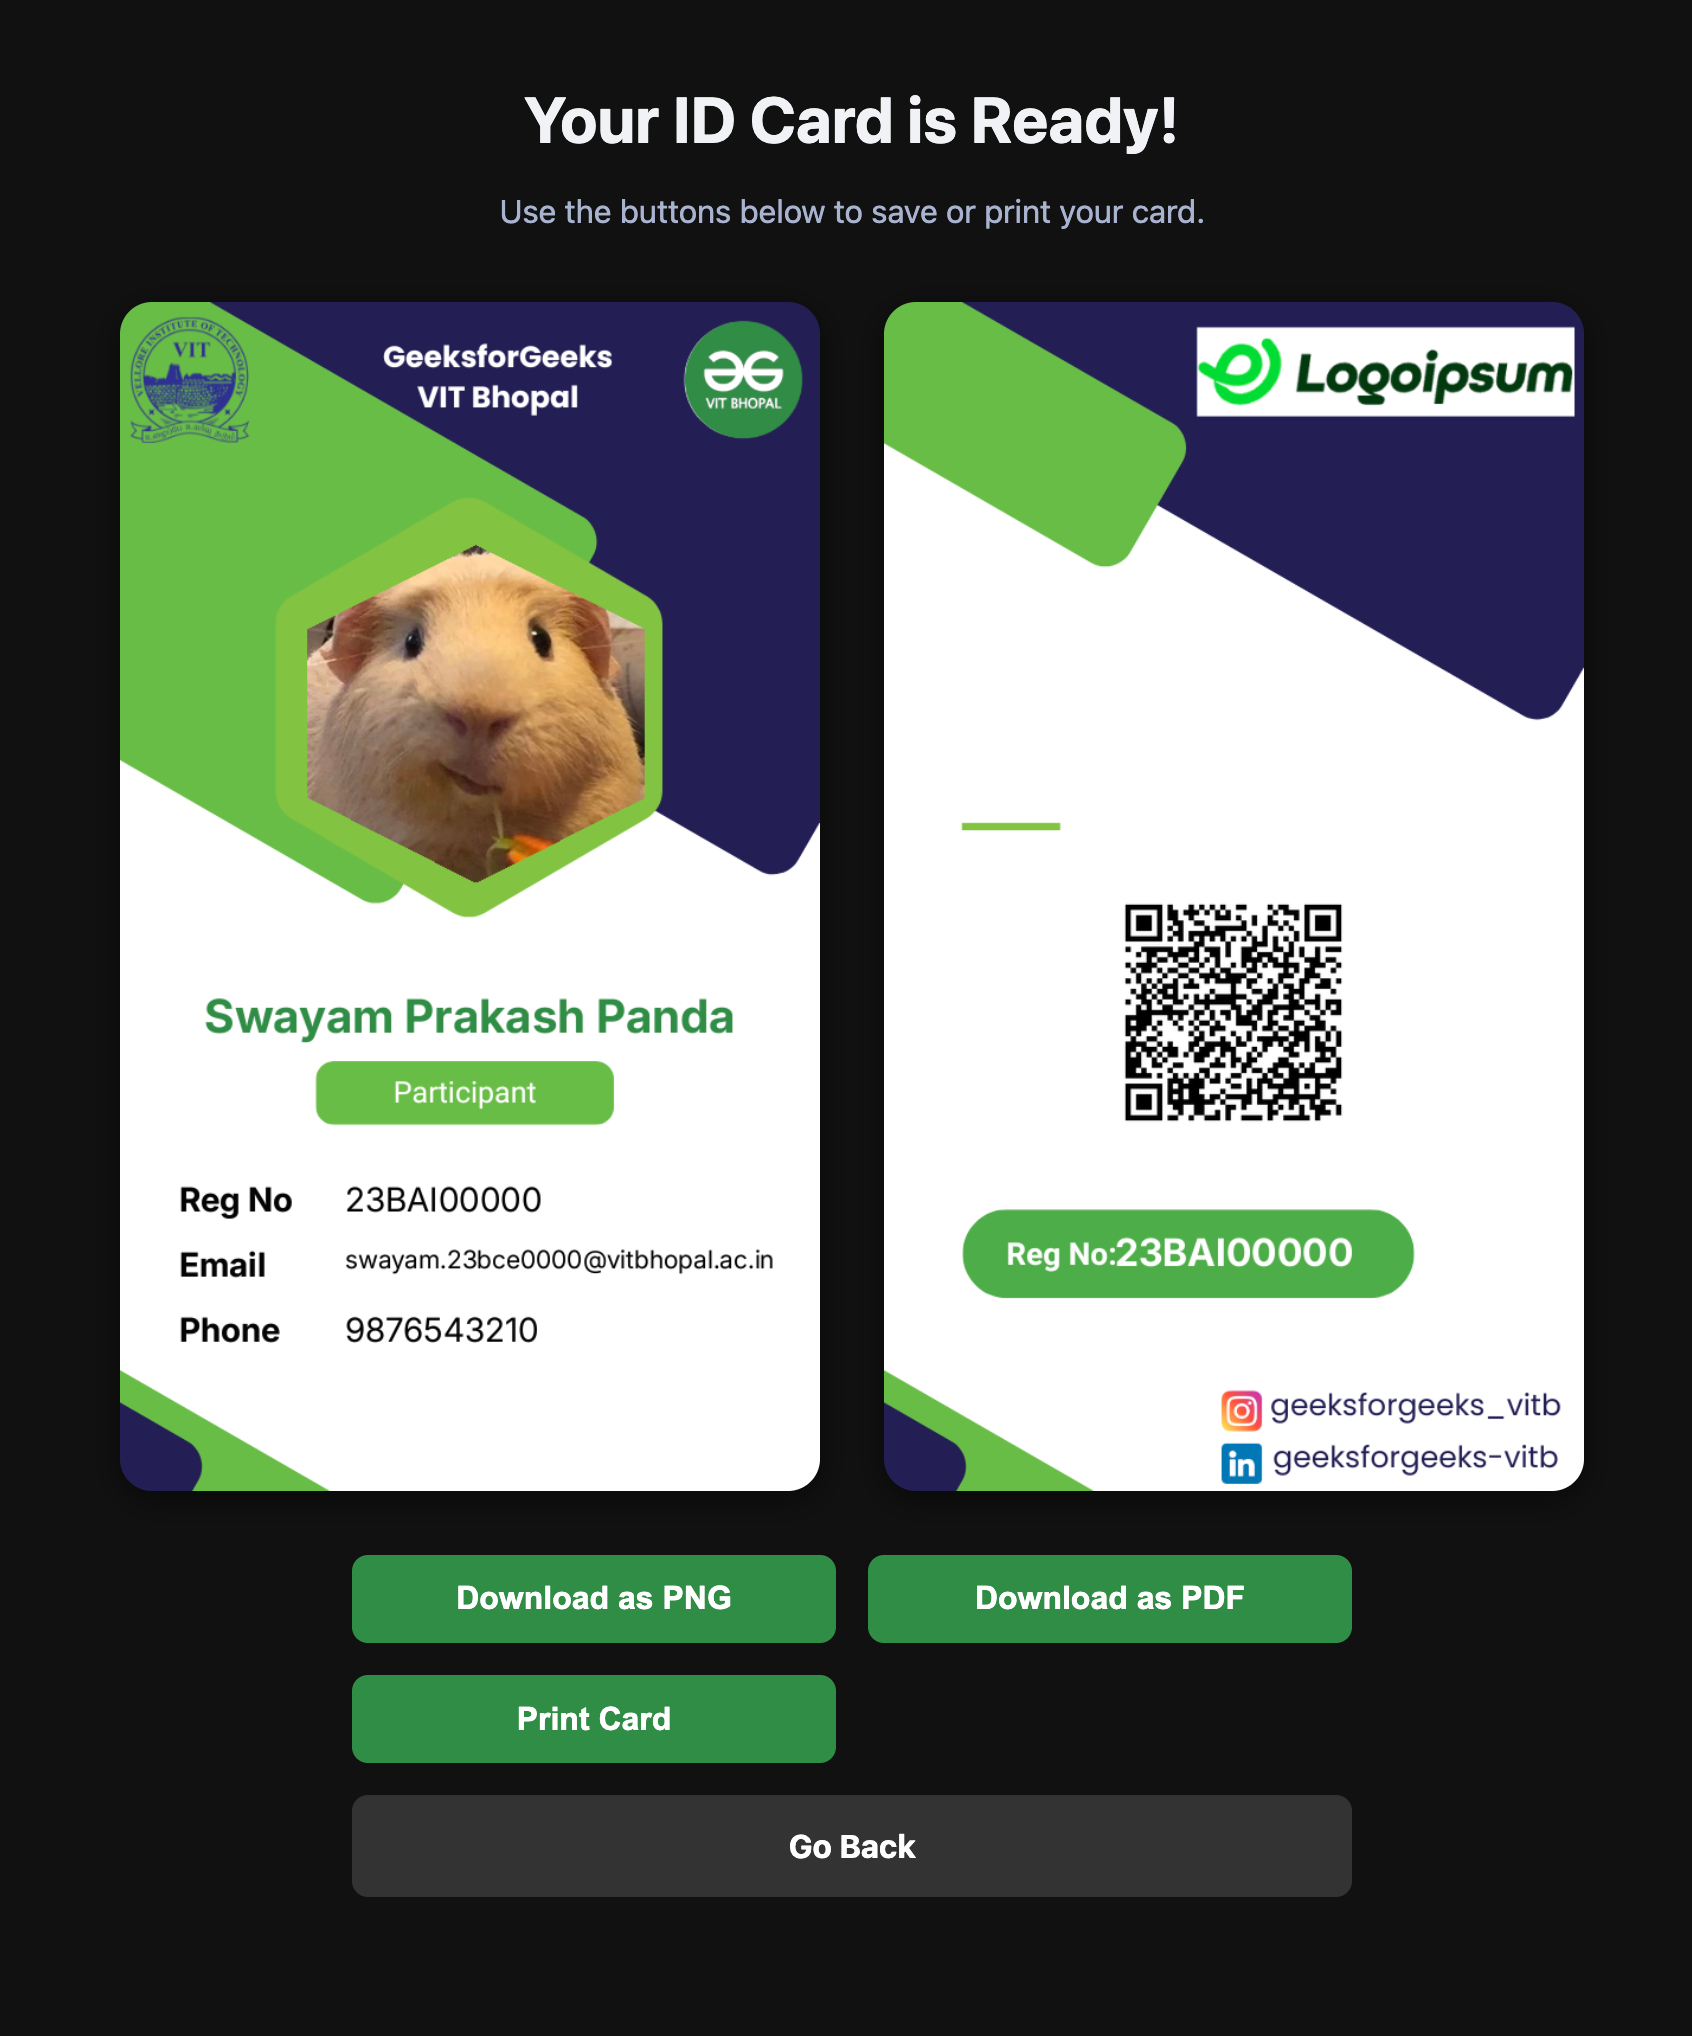 Your ID Card is Ready!
Use the buttons below to save or print your card.
VELLORE INSTITUTE OF TECHNOLOGY
VIT
GeeksforGeeks
VIT Bhopal
VIT BHOPAL
Swayam Prakash Panda
Participant
Reg No 23BAI00000
Email swayam.23bce0000@vitbhopal.ac.in
Phone 9876543210
Logoipsum
Reg No:23BAI00000
geeksforgeeks_vitb
in geeksforgeeks-vitb
Download as PNG
Download as PDF
Print Card
Go Back